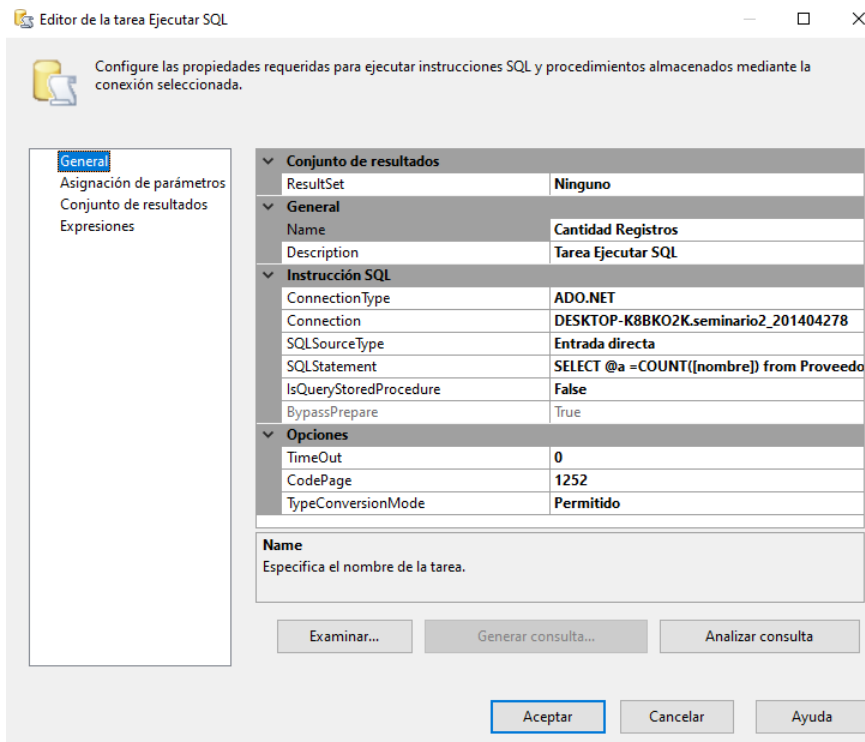 Editor de la tarea Ejecutar SQL
Configure las propiedades requeridas para ejecutar instrucciones SQL y procedimientos almacenados mediante la
conexión seleccionada.
General
Asignación de parámetros
Conjunto de resultados
Expresiones
Conjunto de resultados
ResultSet Ninguno
General
Name Cantidad Registros
Description Tarea Ejecutar SQL
Instrucción SQL
ConnectionType ADO.NET
Connection DESKTOP-K8BKO2K.seminario2_201404278
SQLSourceType Entrada directa
SQLStatement SELECT @a =COUNT([nombre]) from Proveedo
IsQueryStoredProcedure False
BypassPrepare True
Opciones
TimeOut 0
CodePage 1252
TypeConversionMode Permitido
Name
Especifica el nombre de la tarea.
Examinar... Generar consulta... Analizar consulta
Aceptar Cancelar Ayuda